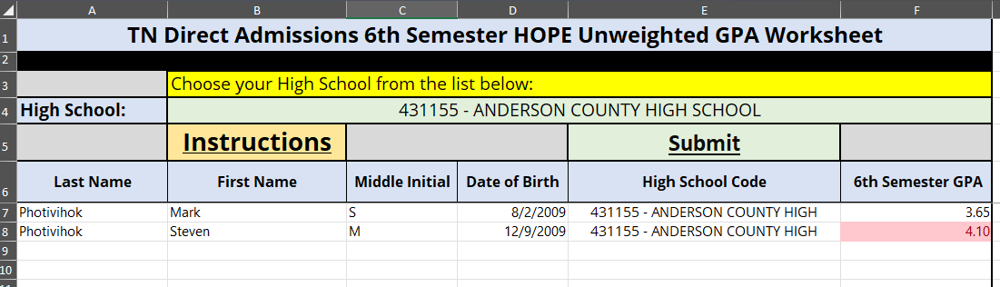 A B C D E F
1 TN Direct Admissions 6th Semester HOPE Unweighted GPA Worksheet
2
3 Choose your High School from the list below:
4 High School: 431155 - ANDERSON COUNTY HIGH SCHOOL
5 Instructions Submit
6 Last Name First Name Middle Initial Date of Birth High School Code 6th Semester GPA
7 Photivihok Mark S 8/2/2009 431155 - ANDERSON COUNTY HIGH 3.65
8 Photivihok Steven M 12/9/2009 431155 - ANDERSON COUNTY HIGH 4.10
9
10